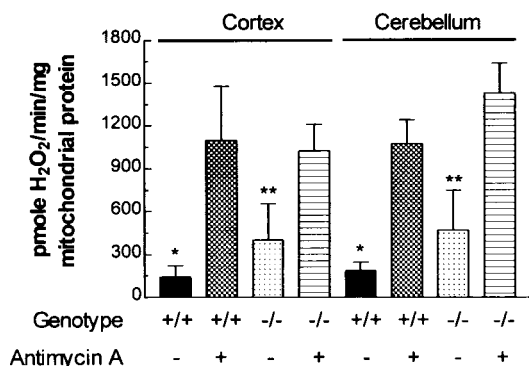 Cortex Cerebellum
pmole H₂O₂/min/mg
mitochondrial protein
1800
1500
1200
900
600
300
0
* ** * **
Genotype +/+ +/+ -/- -/- +/+ +/+ -/- -/-
Antimycin A - + - + - + - +